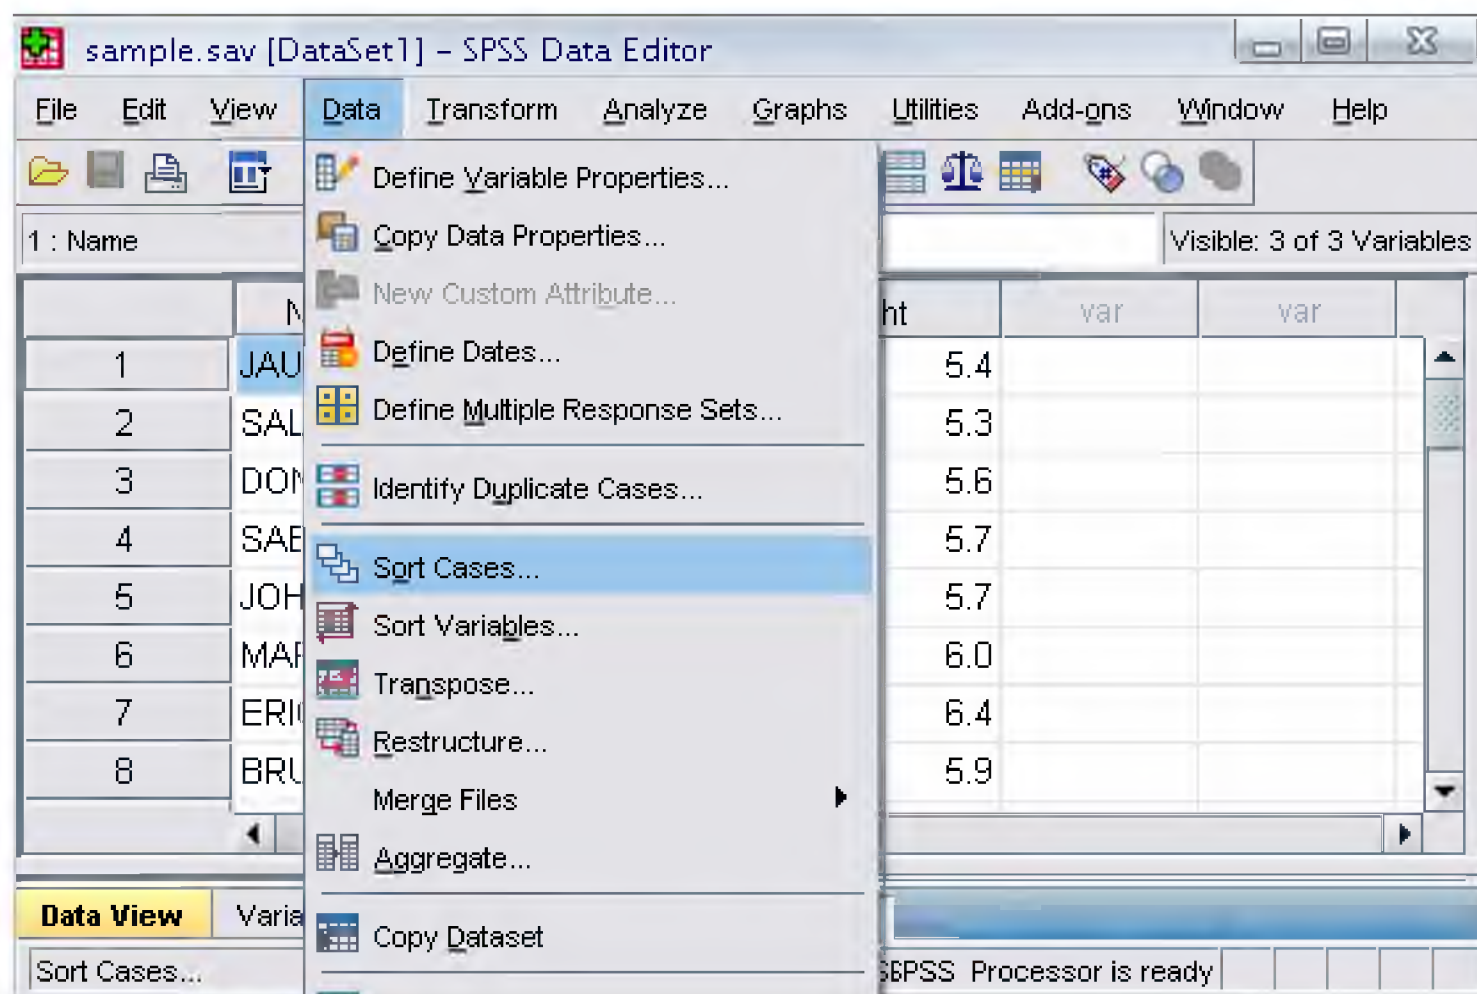 sample.sav [DataSet1] – SPSS Data Editor
File Edit View Data Transform Analyze Graphs Utilities Add-ons Window Help
Define Variable Properties...
1 : Name
Copy Data Properties...
Visible: 3 of 3 Variables
New Custom Attribute...
N ht var var
1 JAU Define Dates... 5.4
2 SAL Define Multiple Response Sets... 5.3
3 DON Identify Duplicate Cases... 5.6
4 SAB 5.7
Sort Cases...
5 JOH Sort Variables... 5.7
6 MAR Transpose... 6.0
7 ERIC Restructure... 6.4
8 BRU 5.9
Merge Files
Aggregate...
Data View Varia Copy Dataset
Sort Cases... SPSS Processor is ready